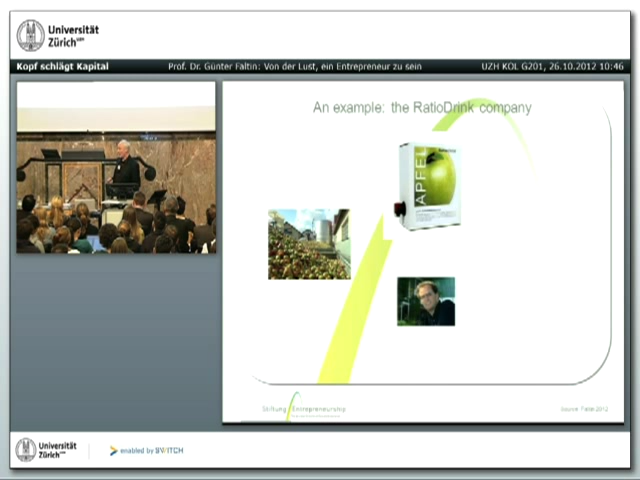 Universität
Zürich UZH
Kopf schlägt Kapital
Prof. Dr. Günter Faltin: Von der Lust, ein Entrepreneur zu sein
UZH KOL G201, 26.10.2012 10:46
An example: the RatioDrink company
APFEL
Stiftung Entrepreneurship
Source: Faltin 2012
Universität
Zürich UZH
enabled by SWITCH